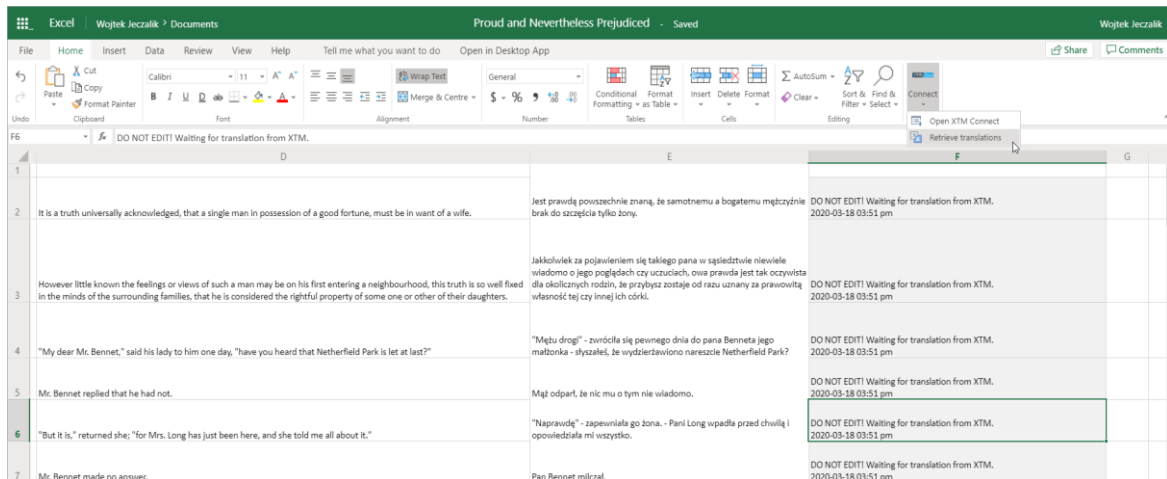 Excel Wojtek Jeczalik > Documents Proud and Nevertheless Prejudiced - Saved Wojtek Jeczalik
File Home Insert Data Review View Help Tell me what you want to do Open in Desktop App Share Comments
Cut
Copy
Paste
Format Painter
Undo
Clipboard
Calibri 11 A^ A˅
B I U D ab A
Font
Wrap Text
Merge & Centre
Alignment
General
$ % 9 .00 .00
Number
Conditional Formatting
Format as Table
Tables
Insert Delete Format
Cells
AutoSum
Clear
Sort & Filter
Find & Select
Editing
Connect
Open XTM Connect
Retrieve translations
F6 fx DO NOT EDIT! Waiting for translation from XTM.
D E F G
1
2 It is a truth universally acknowledged, that a single man in possession of a good fortune, must be in want of a wife.
Jest prawdą powszechnie znaną, że samotnemu a bogatemu mężczyźnie
brak do szczęścia tylko żony.
DO NOT EDIT! Waiting for translation from XTM.
2020-03-18 03:51 pm
3 However little known the feelings or views of such a man may be on his first entering a neighbourhood, this truth is so well fixed
in the minds of the surrounding families, that he is considered the rightful property of some one or other of their daughters.
Jakkolwiek za pojawieniem się takiego pana w sąsiedztwie niewiele
wiadomo o jego poglądach czy uczuciach, owa prawda jest tak oczywista
dla okolicznych rodzin, że przybysz zostaje od razu uznany za prawowitą
własność tej czy innej ich córki.
DO NOT EDIT! Waiting for translation from XTM.
2020-03-18 03:51 pm
4 "My dear Mr. Bennet," said his lady to him one day, "have you heard that Netherfield Park is let at last?"
"Mężu drogi" - zwróciła się pewnego dnia do pana Benneta jego
małżonka - słyszałeś, że wydzierżawiono nareszcie Netherfield Park?
DO NOT EDIT! Waiting for translation from XTM.
2020-03-18 03:51 pm
5 Mr. Bennet replied that he had not.
Mąż odparł, że nic mu o tym nie wiadomo.
DO NOT EDIT! Waiting for translation from XTM.
2020-03-18 03:51 pm
6 "But it is," returned she; "for Mrs. Long has just been here, and she told me all about it."
"Naprawdę" - zapewniała go żona. - Pani Long wpadła przed chwilą i
opowiedziała mi wszystko.
DO NOT EDIT! Waiting for translation from XTM.
2020-03-18 03:51 pm
7 Mr. Bennet made no answer.
Pan Bennet milczał.
DO NOT EDIT! Waiting for translation from XTM.
2020-03-18 03:51 pm